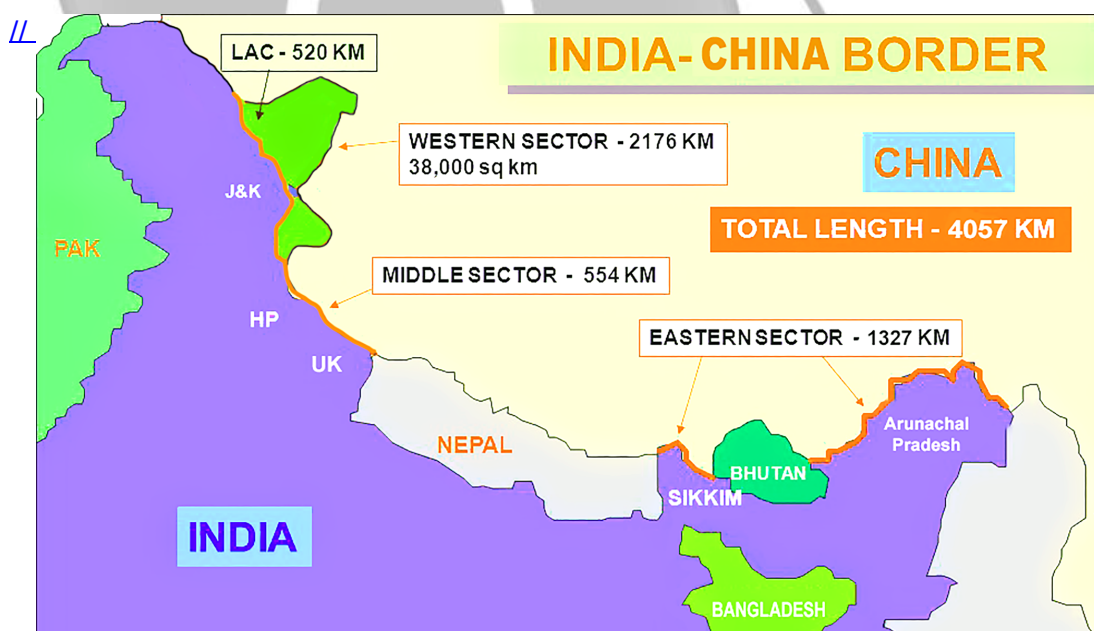 //
LAC - 520 KM
INDIA- CHINA BORDER
WESTERN SECTOR - 2176 KM
38,000 sq km
CHINA
J&K
TOTAL LENGTH - 4057 KM
PAK
MIDDLE SECTOR - 554 KM
HP
EASTERN SECTOR - 1327 KM
UK
Arunachal
Pradesh
NEPAL
BHUTAN
SIKKIM
INDIA
BANGLADESH